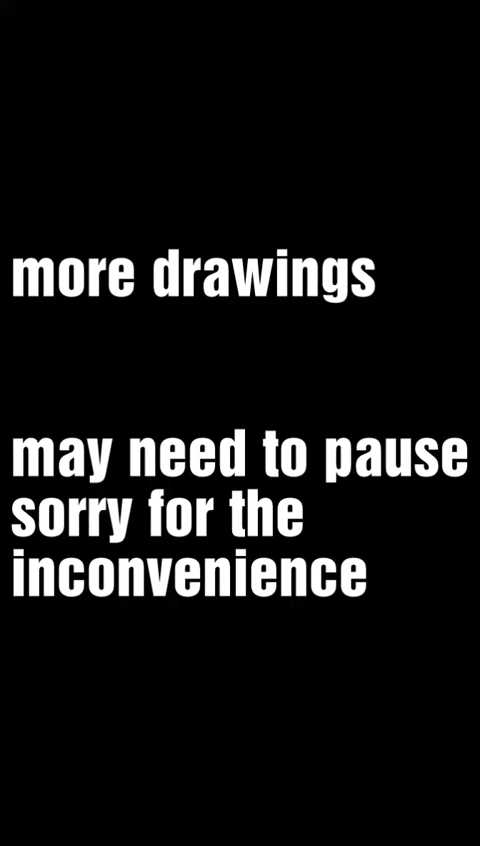 more drawings
may need to pause
sorry for the
inconvenience